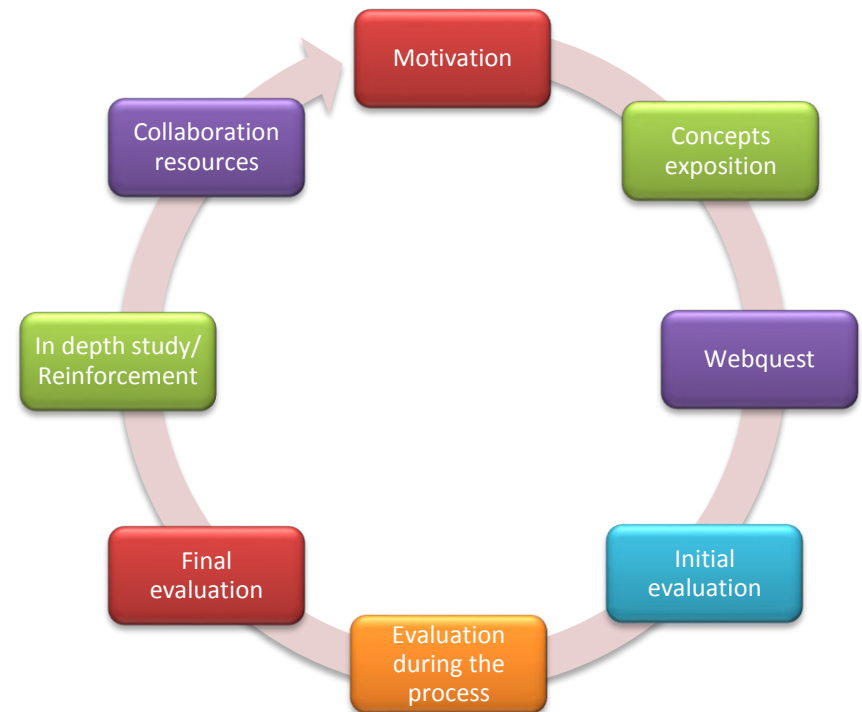 Motivation
Concepts
exposition
Webquest
Initial
evaluation
Evaluation
during the
process
Final
evaluation
In depth study/
Reinforcement
Collaboration
resources